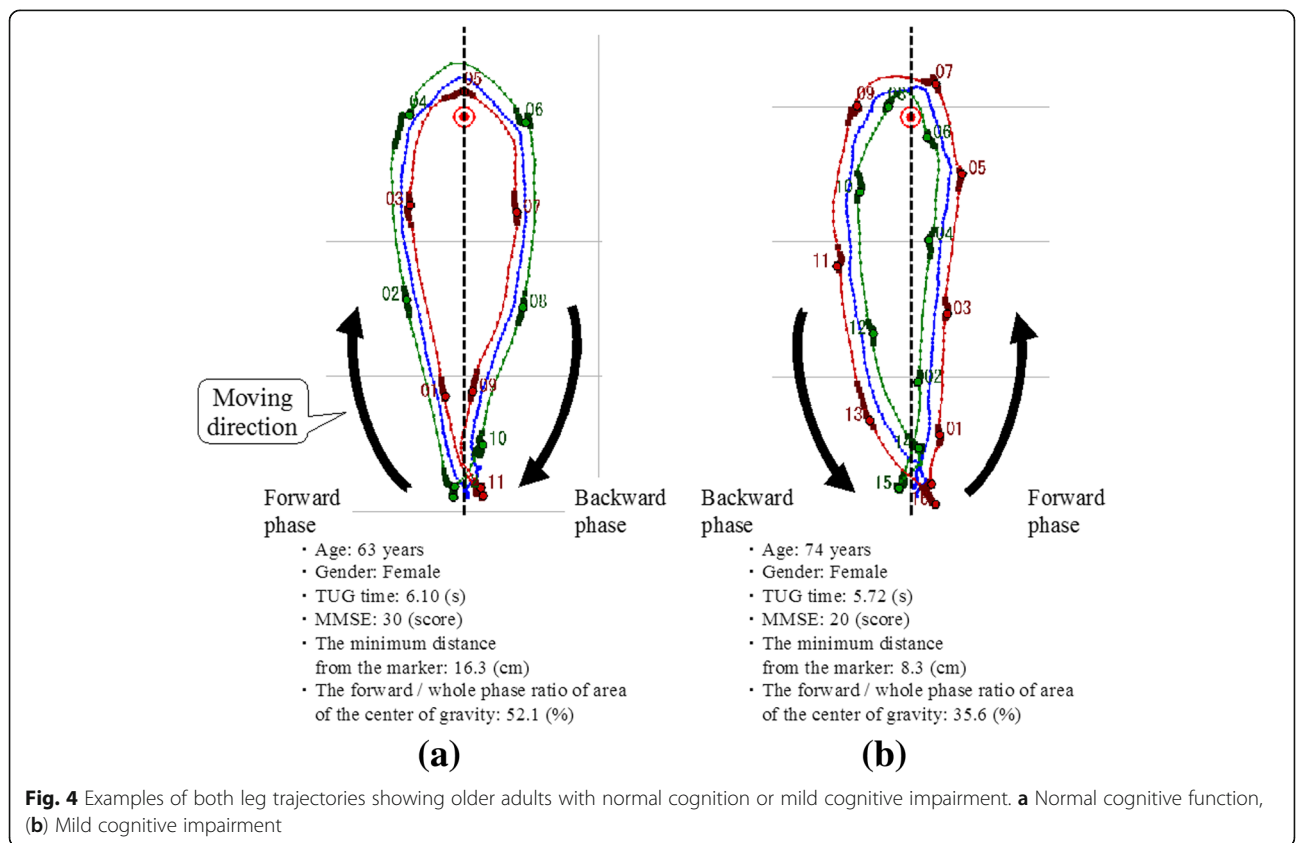 05
04
06
03
07
02
08
01
09
10
11
Moving
direction
Forward
phase
Backward
phase
・Age: 63 years
・Gender: Female
・TUG time: 6.10 (s)
・MMSE: 30 (score)
・The minimum distance
from the marker: 16.3 (cm)
・The forward / whole phase ratio of area
of the center of gravity: 52.1 (%)
(a)
07
09
08
06
05
10
04
11
03
12
02
13
01
14
15
Backward
phase
Forward
phase
・Age: 74 years
・Gender: Female
・TUG time: 5.72 (s)
・MMSE: 20 (score)
・The minimum distance
from the marker: 8.3 (cm)
・The forward / whole phase ratio of area
of the center of gravity: 35.6 (%)
(b)
Fig. 4 Examples of both leg trajectories showing older adults with normal cognition or mild cognitive impairment. a Normal cognitive function,
(b) Mild cognitive impairment